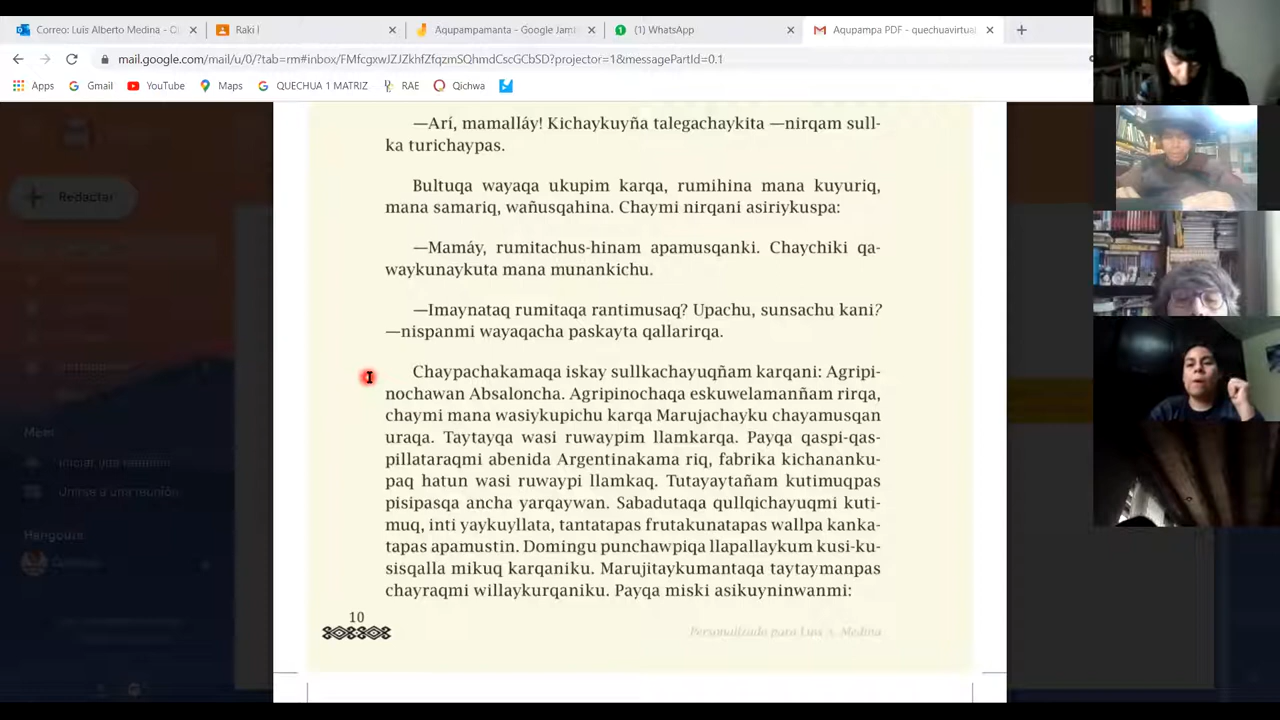 Correo: Luis Alberto Medina - Q
Raki I
Aqupampamanta - Google Jam
(1) WhatsApp
Aqupampa PDF - quechuavirtual
mail.google.com/mail/u/0/?tab=rm#inbox/FMfcgxwJZJZkhfZfqzmSQhmdCscGCbSD?projector=1&messagePartId=0.1
Apps
Gmail
YouTube
Maps
QUECHUA 1 MATRIZ
RAE
Qichwa
Redactar
—Arí, mamalláy! Kichaykuyña talegachaykita —nirqam sull-
ka turichaypas.
Bultuqa wayaqa ukupim karqa, rumihina mana kuyuriq,
mana samariq, wañusqahina. Chaymi nirqani asiriykuspa:
—Mamáy, rumitachus-hinam apamusqanki. Chaychiki qa-
waykunaykuta mana munankichu.
—Imaynataq rumitaqa rantimusaq? Upachu, sunsachu kani?
—nispanmi wayaqacha paskayta qallarirqa.
Chaypachakamaqa iskay sullkachayuqñam karqani: Agripi-
nochawan Absaloncha. Agripinochaqa eskuwelamanñam rirqa,
chaymi mana wasiykupichu karqa Marujachayku chayamusqan
uraqa. Taytayqa wasi ruwaypim llamkarqa. Payqa qaspi-qas-
pillataraqmi abenida Argentinakama riq, fabrika kichananku-
paq hatun wasi ruwaypi llamkaq. Tutayaytañam kutimuqpas
pisipasqa ancha yarqaywan. Sabadutaqa qullqichayuqmi kuti-
muq, inti yaykuyllata, tantatapas frutakunatapas wallpa kanka-
tapas apamustin. Domingu punchawpiqa llapallaykum kusi-ku-
sisqalla mikuq karqaniku. Marujitaykumantaqa taytaymanpas
chayraqmi willaykurqaniku. Payqa miski asikuyninwanmi:
10
Personalizado para Luis A. Medina
Meet
Unirse a una reunión
Hangouts